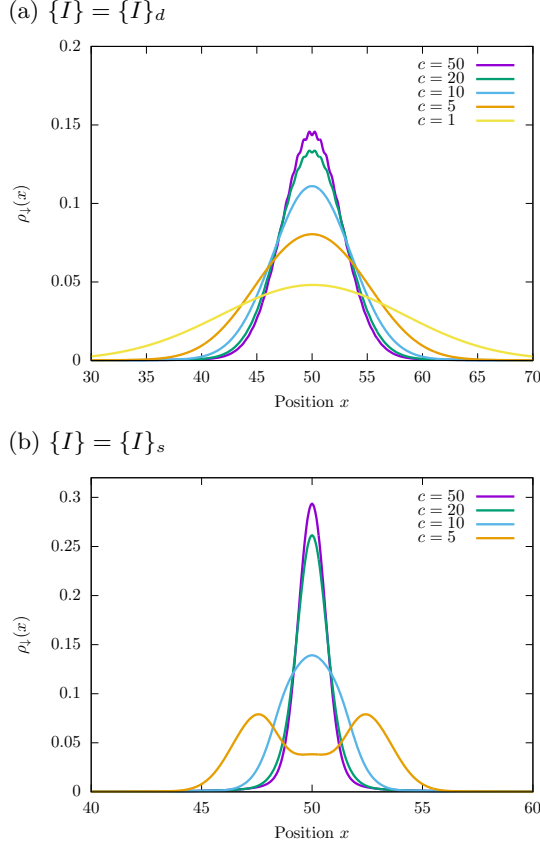 (a) {I} = {I}_d
0.2
0.15
0.1
0.05
0
ρ↓(x)
c = 50
c = 20
c = 10
c = 5
c = 1
30 35 40 45 50 55 60 65 70
Position x
(b) {I} = {I}_s
0.3
0.25
0.2
0.15
0.1
0.05
0
ρ↓(x)
c = 50
c = 20
c = 10
c = 5
40 45 50 55 60
Position x